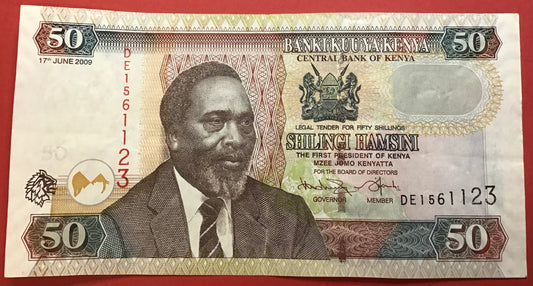 50
BANKI KUU YA KENYA
50
17TH JUNE 2009
CENTRAL BANK OF KENYA
DE1561123
LEGAL TENDER FOR FIFTY SHILLINGS
SHILINGI HAMSINI
THE FIRST PRESIDENT OF KENYA
MZEE JOMO KENYATTA
FOR THE BOARD OF DIRECTORS
GOVERNOR MEMBER
DE1561123
50
50